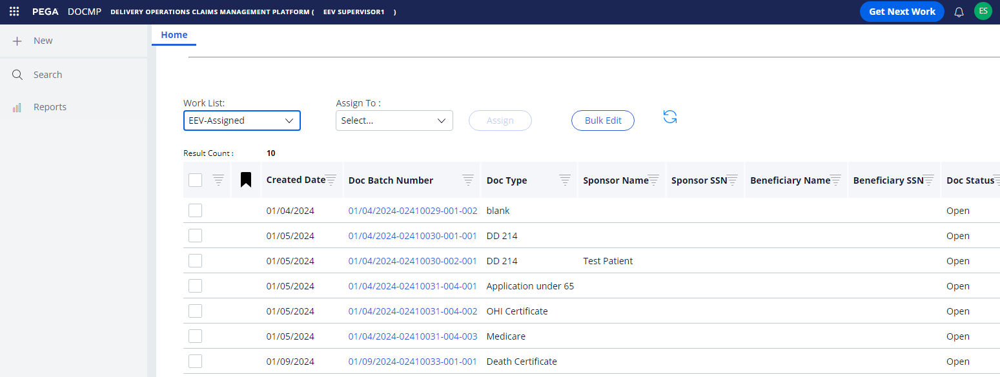 PEGA DOCMP DELIVERY OPERATIONS CLAIMS MANAGEMENT PLATFORM ( EEV SUPERVISOR1 ) Get Next Work ES
New
Search
Reports
Home
Work List: Assign To :
EEV-Assigned Select... Assign Bulk Edit
Result Count : 10
Created Date Doc Batch Number Doc Type Sponsor Name Sponsor SSN Beneficiary Name Beneficiary SSN Doc Status
01/04/2024 01/04/2024-02410029-001-002 blank Open
01/05/2024 01/04/2024-02410030-001-001 DD 214 Open
01/05/2024 01/04/2024-02410030-002-001 DD 214 Test Patient Open
01/05/2024 01/04/2024-02410031-004-001 Application under 65 Open
01/05/2024 01/04/2024-02410031-004-002 OHI Certificate Open
01/05/2024 01/04/2024-02410031-004-003 Medicare Open
01/09/2024 01/09/2024-02410033-001-001 Death Certificate Open